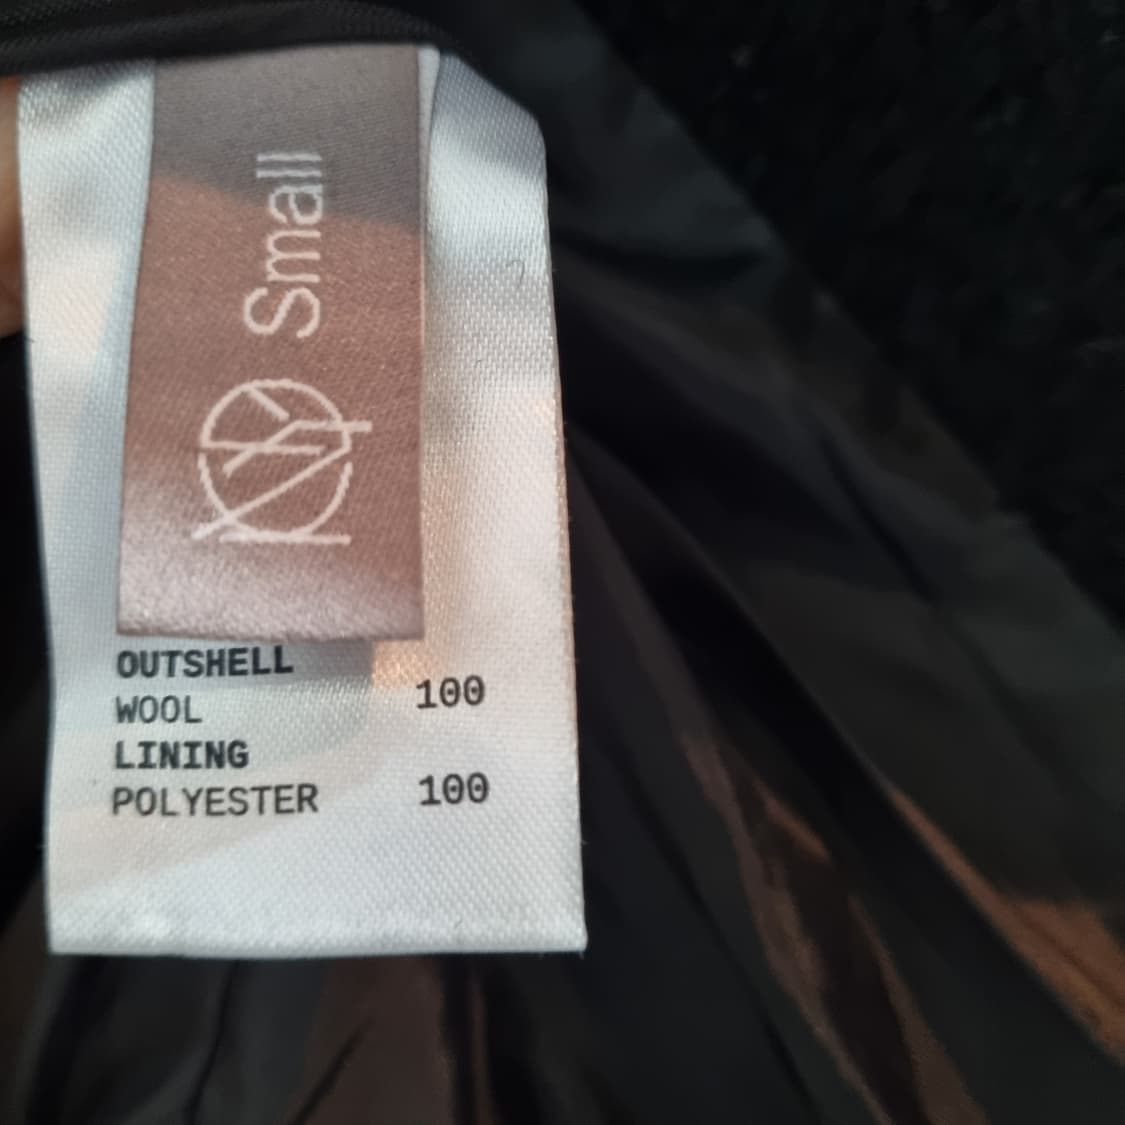 Small
OUTSHELL
WOOL 100
LINING
POLYESTER 100